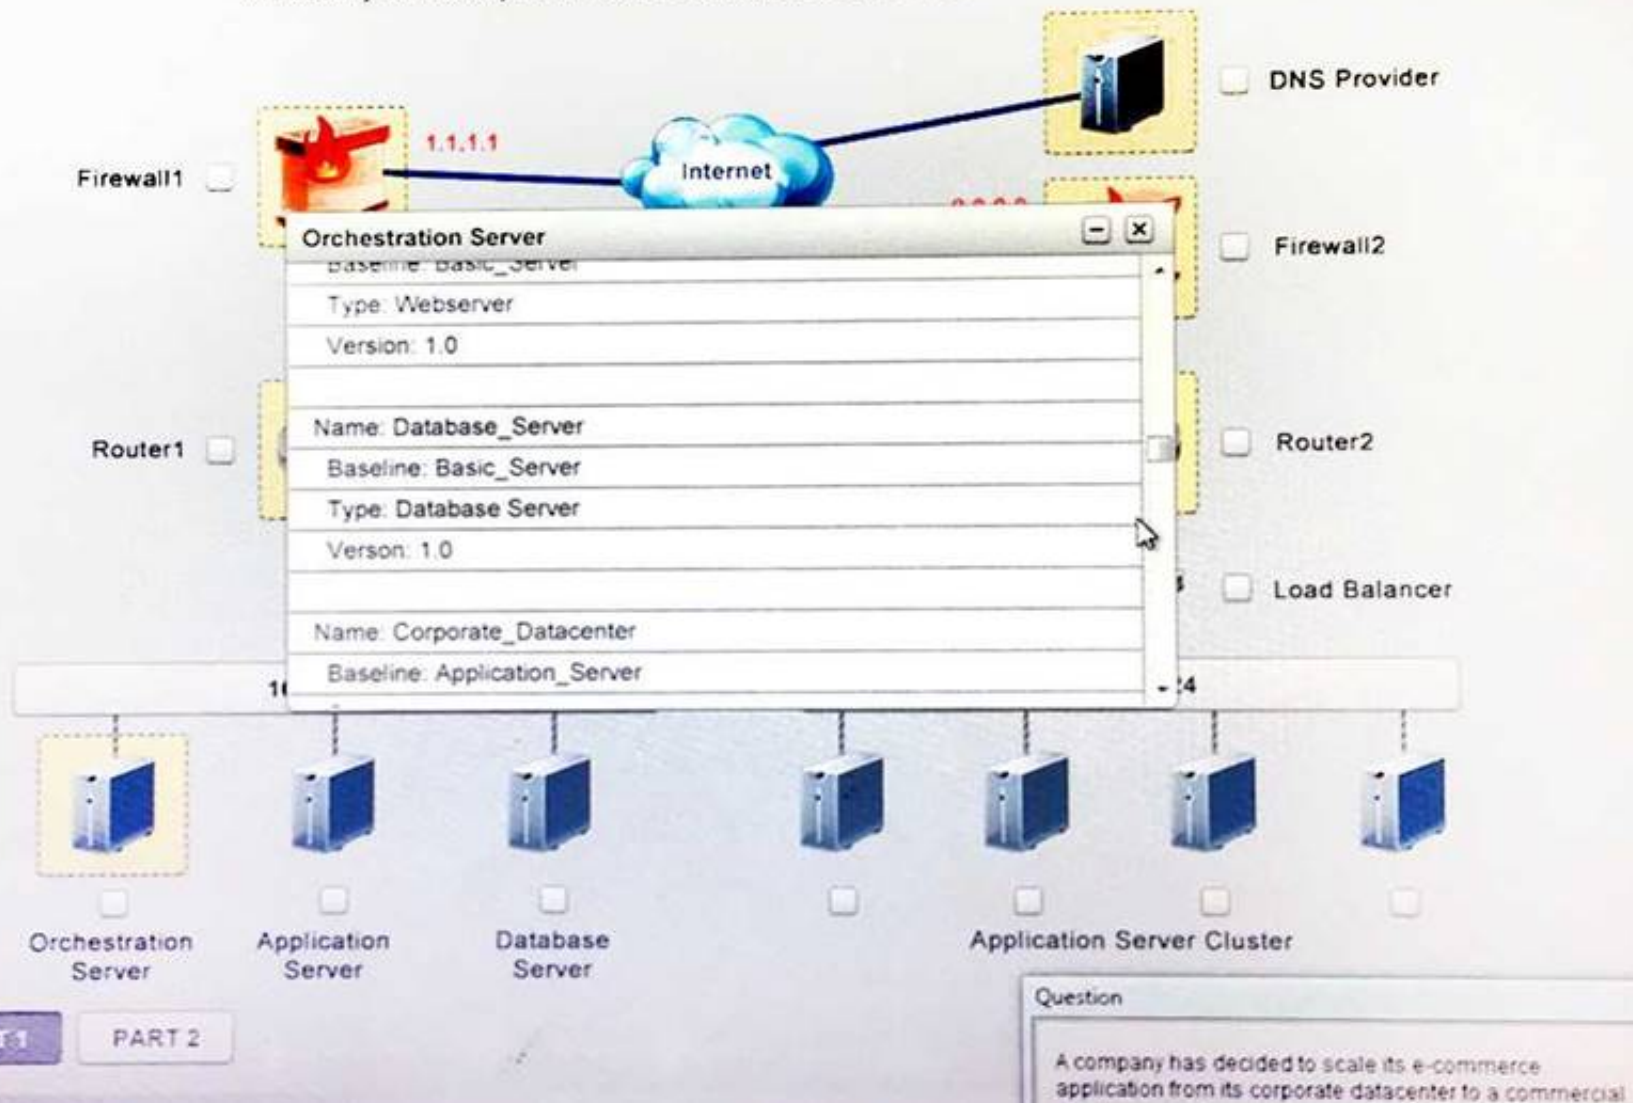 DNS Provider
1.1.1.1
Internet
Firewall1
Orchestration Server
Firewall2
Baseline: Basic_Server
Type: Webserver
Version: 1.0
Name: Database_Server
Router1
Router2
Baseline: Basic_Server
Type: Database Server
Verson: 1.0
Load Balancer
Name: Corporate_Datacenter
Baseline: Application_Server
Orchestration
Server
Application
Server
Database
Server
Application Server Cluster
Question
PART 2
A company has decided to scale its e-commerce
application from its corporate datacenter to a commercial